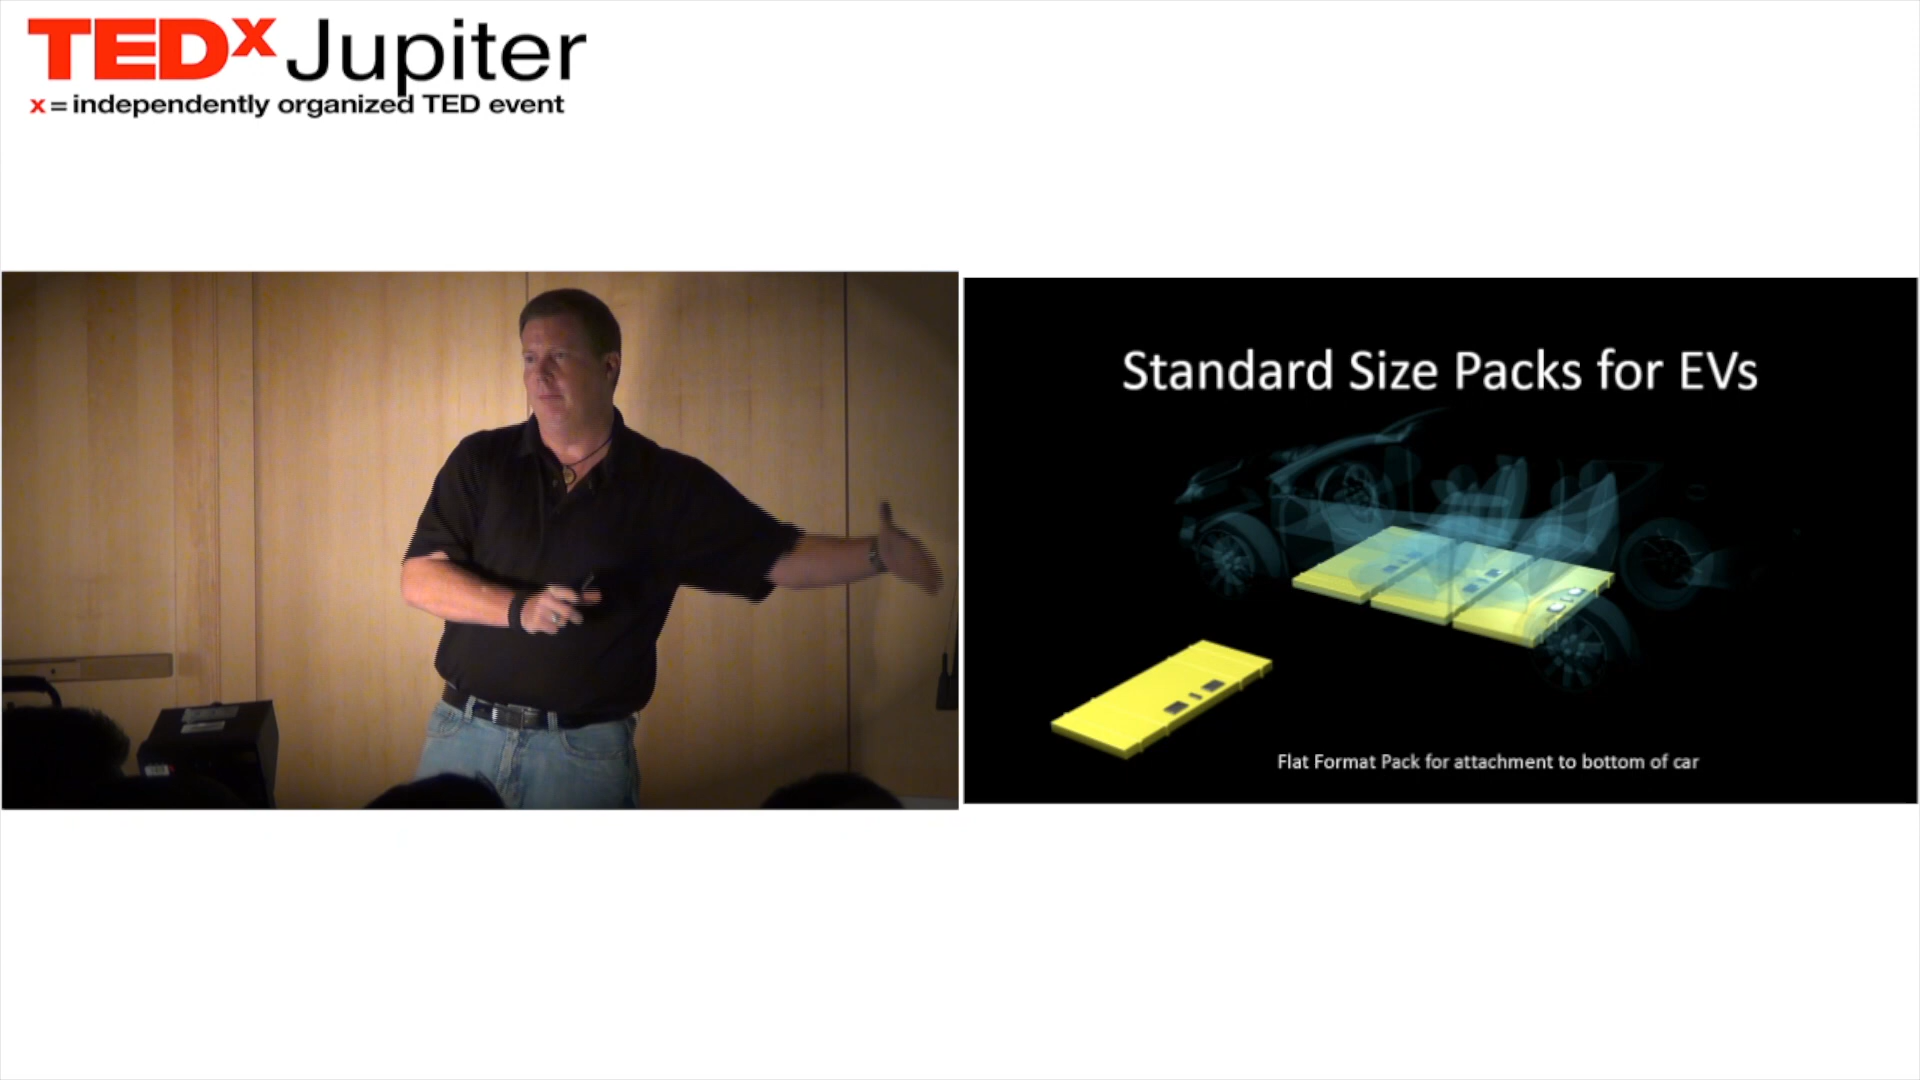 TEDx Jupiter
x = independently organized TED event
Standard Size Packs for EVs
Flat Format Pack for attachment to bottom of car